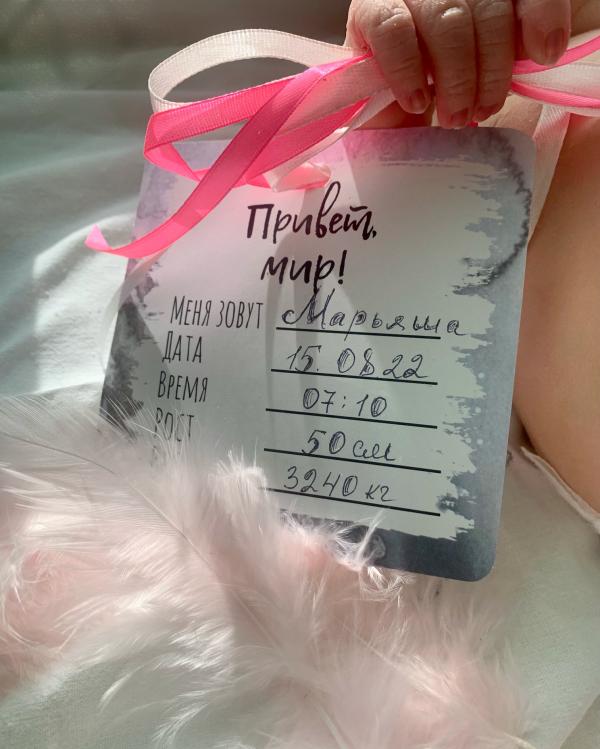 Привет,
мир!
Меня зовут Марьяша
Дата 15.08.22
Время 07:10
Рост 50 см
3240 кг